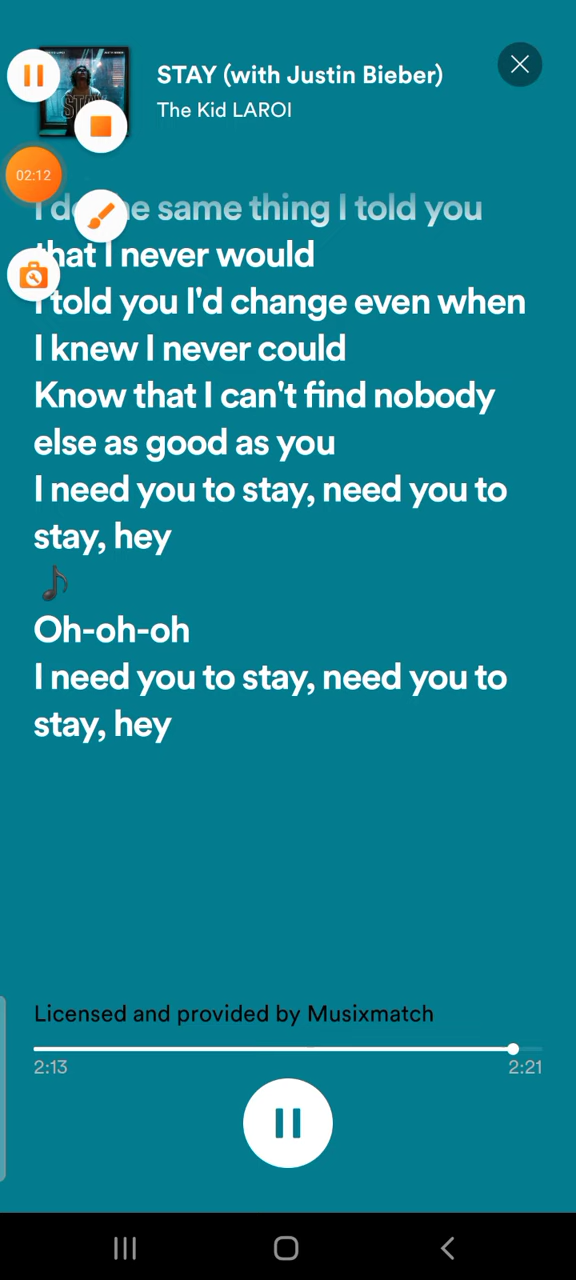 STAY (with Justin Bieber)
The Kid LAROI
02:12
same thing I told you
that I never would
I told you I'd change even when
I knew I never could
Know that I can't find nobody
else as good as you
I need you to stay, need you to
stay, hey
Oh-oh-oh
I need you to stay, need you to
stay, hey
Licensed and provided by Musixmatch
2:13
2:21